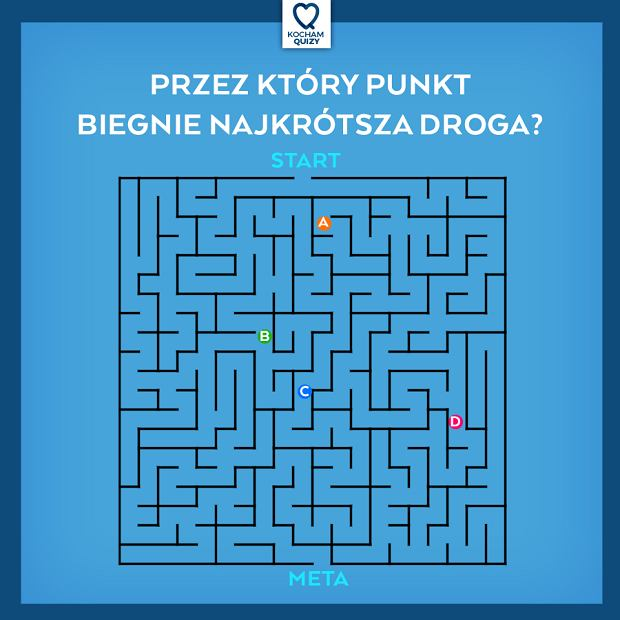 KOCHAM
QUIZY
PRZEZ KTÓRY PUNKT
BIEGNIE NAJKRÓTSZA DROGA?
START
A
B
C
D
META